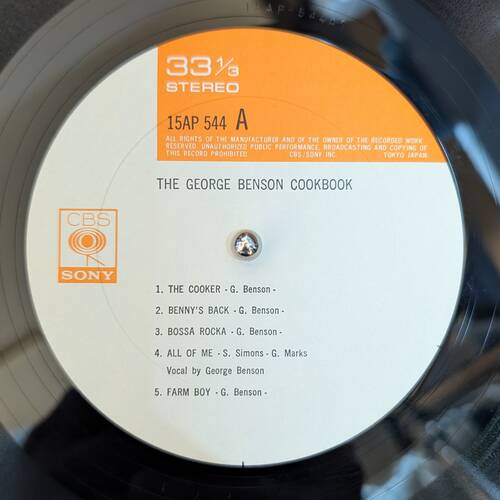 33 1/3
STEREO
15AP 544 A
ALL RIGHTS OF THE MANUFACTURER AND OF THE OWNER OF THE RECORDED WORK
RESERVED. UNAUTHORIZED PUBLIC PERFORMANCE, BROADCASTING AND COPYING OF
THIS RECORD PROHIBITED. CBS/SONY INC. TOKYO JAPAN.
THE GEORGE BENSON COOKBOOK
CBS
SONY
1. THE COOKER - G. Benson -
2. BENNY'S BACK - G. Benson -
3. BOSSA ROCKA - G. Benson -
4. ALL OF ME - S. Simons - G. Marks
Vocal by George Benson
5. FARM BOY - G. Benson -